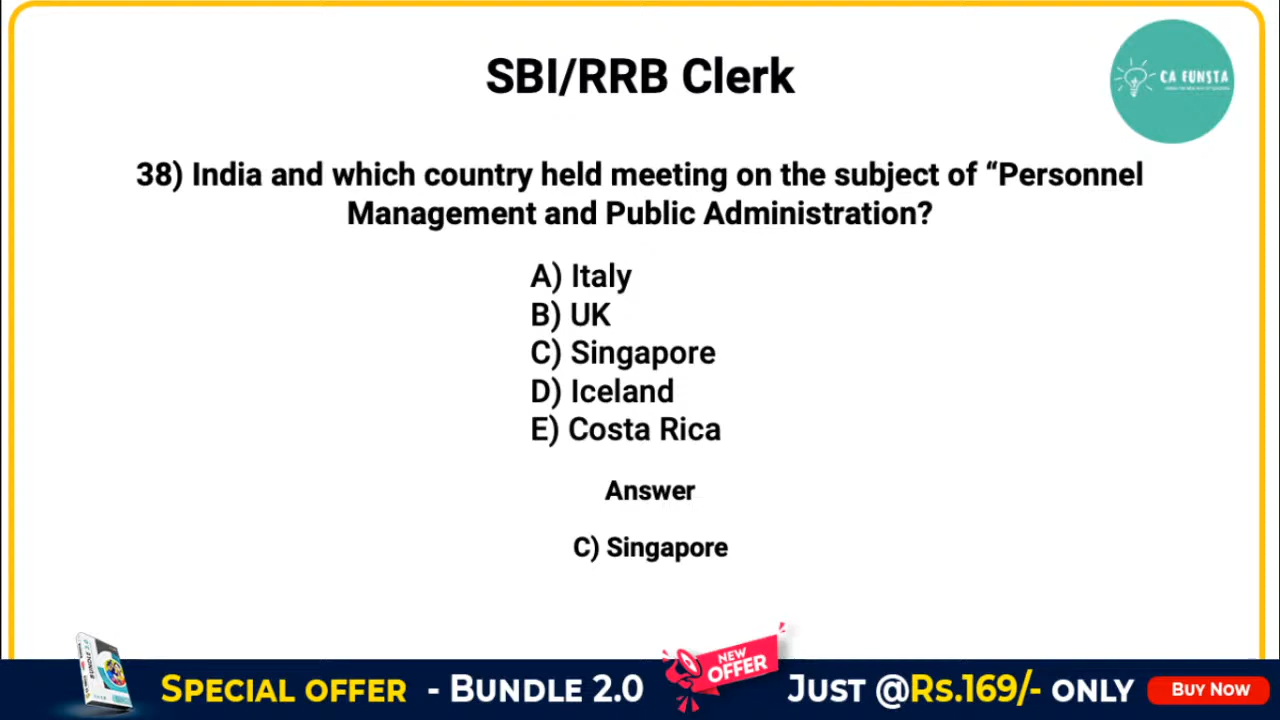 SBI/RRB Clerk
CA FUNSTA
38) India and which country held meeting on the subject of “Personnel
Management and Public Administration?
A) Italy
B) UK
C) Singapore
D) Iceland
E) Costa Rica
Answer
C) Singapore
SPECIAL OFFER - BUNDLE 2.0
NEW
OFFER
JUST @Rs.169/- ONLY
BUY NOW